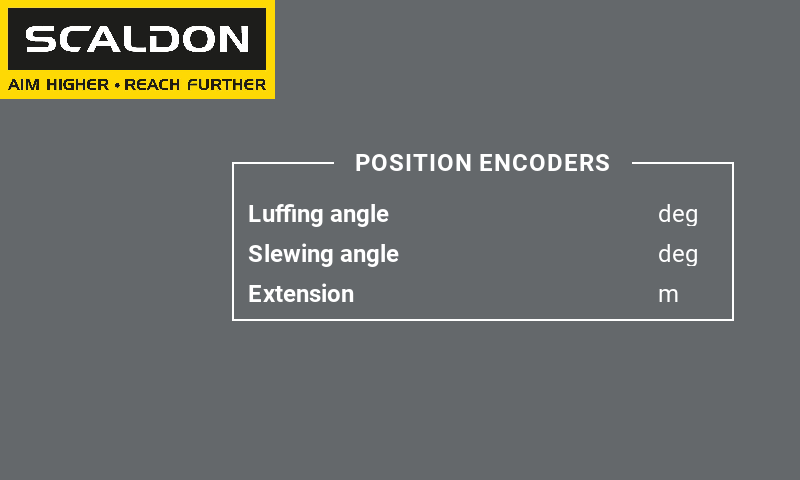 SCALDON
AIM HIGHER • REACH FURTHER
POSITION ENCODERS
Luffing angle deg
Slewing angle deg
Extension m